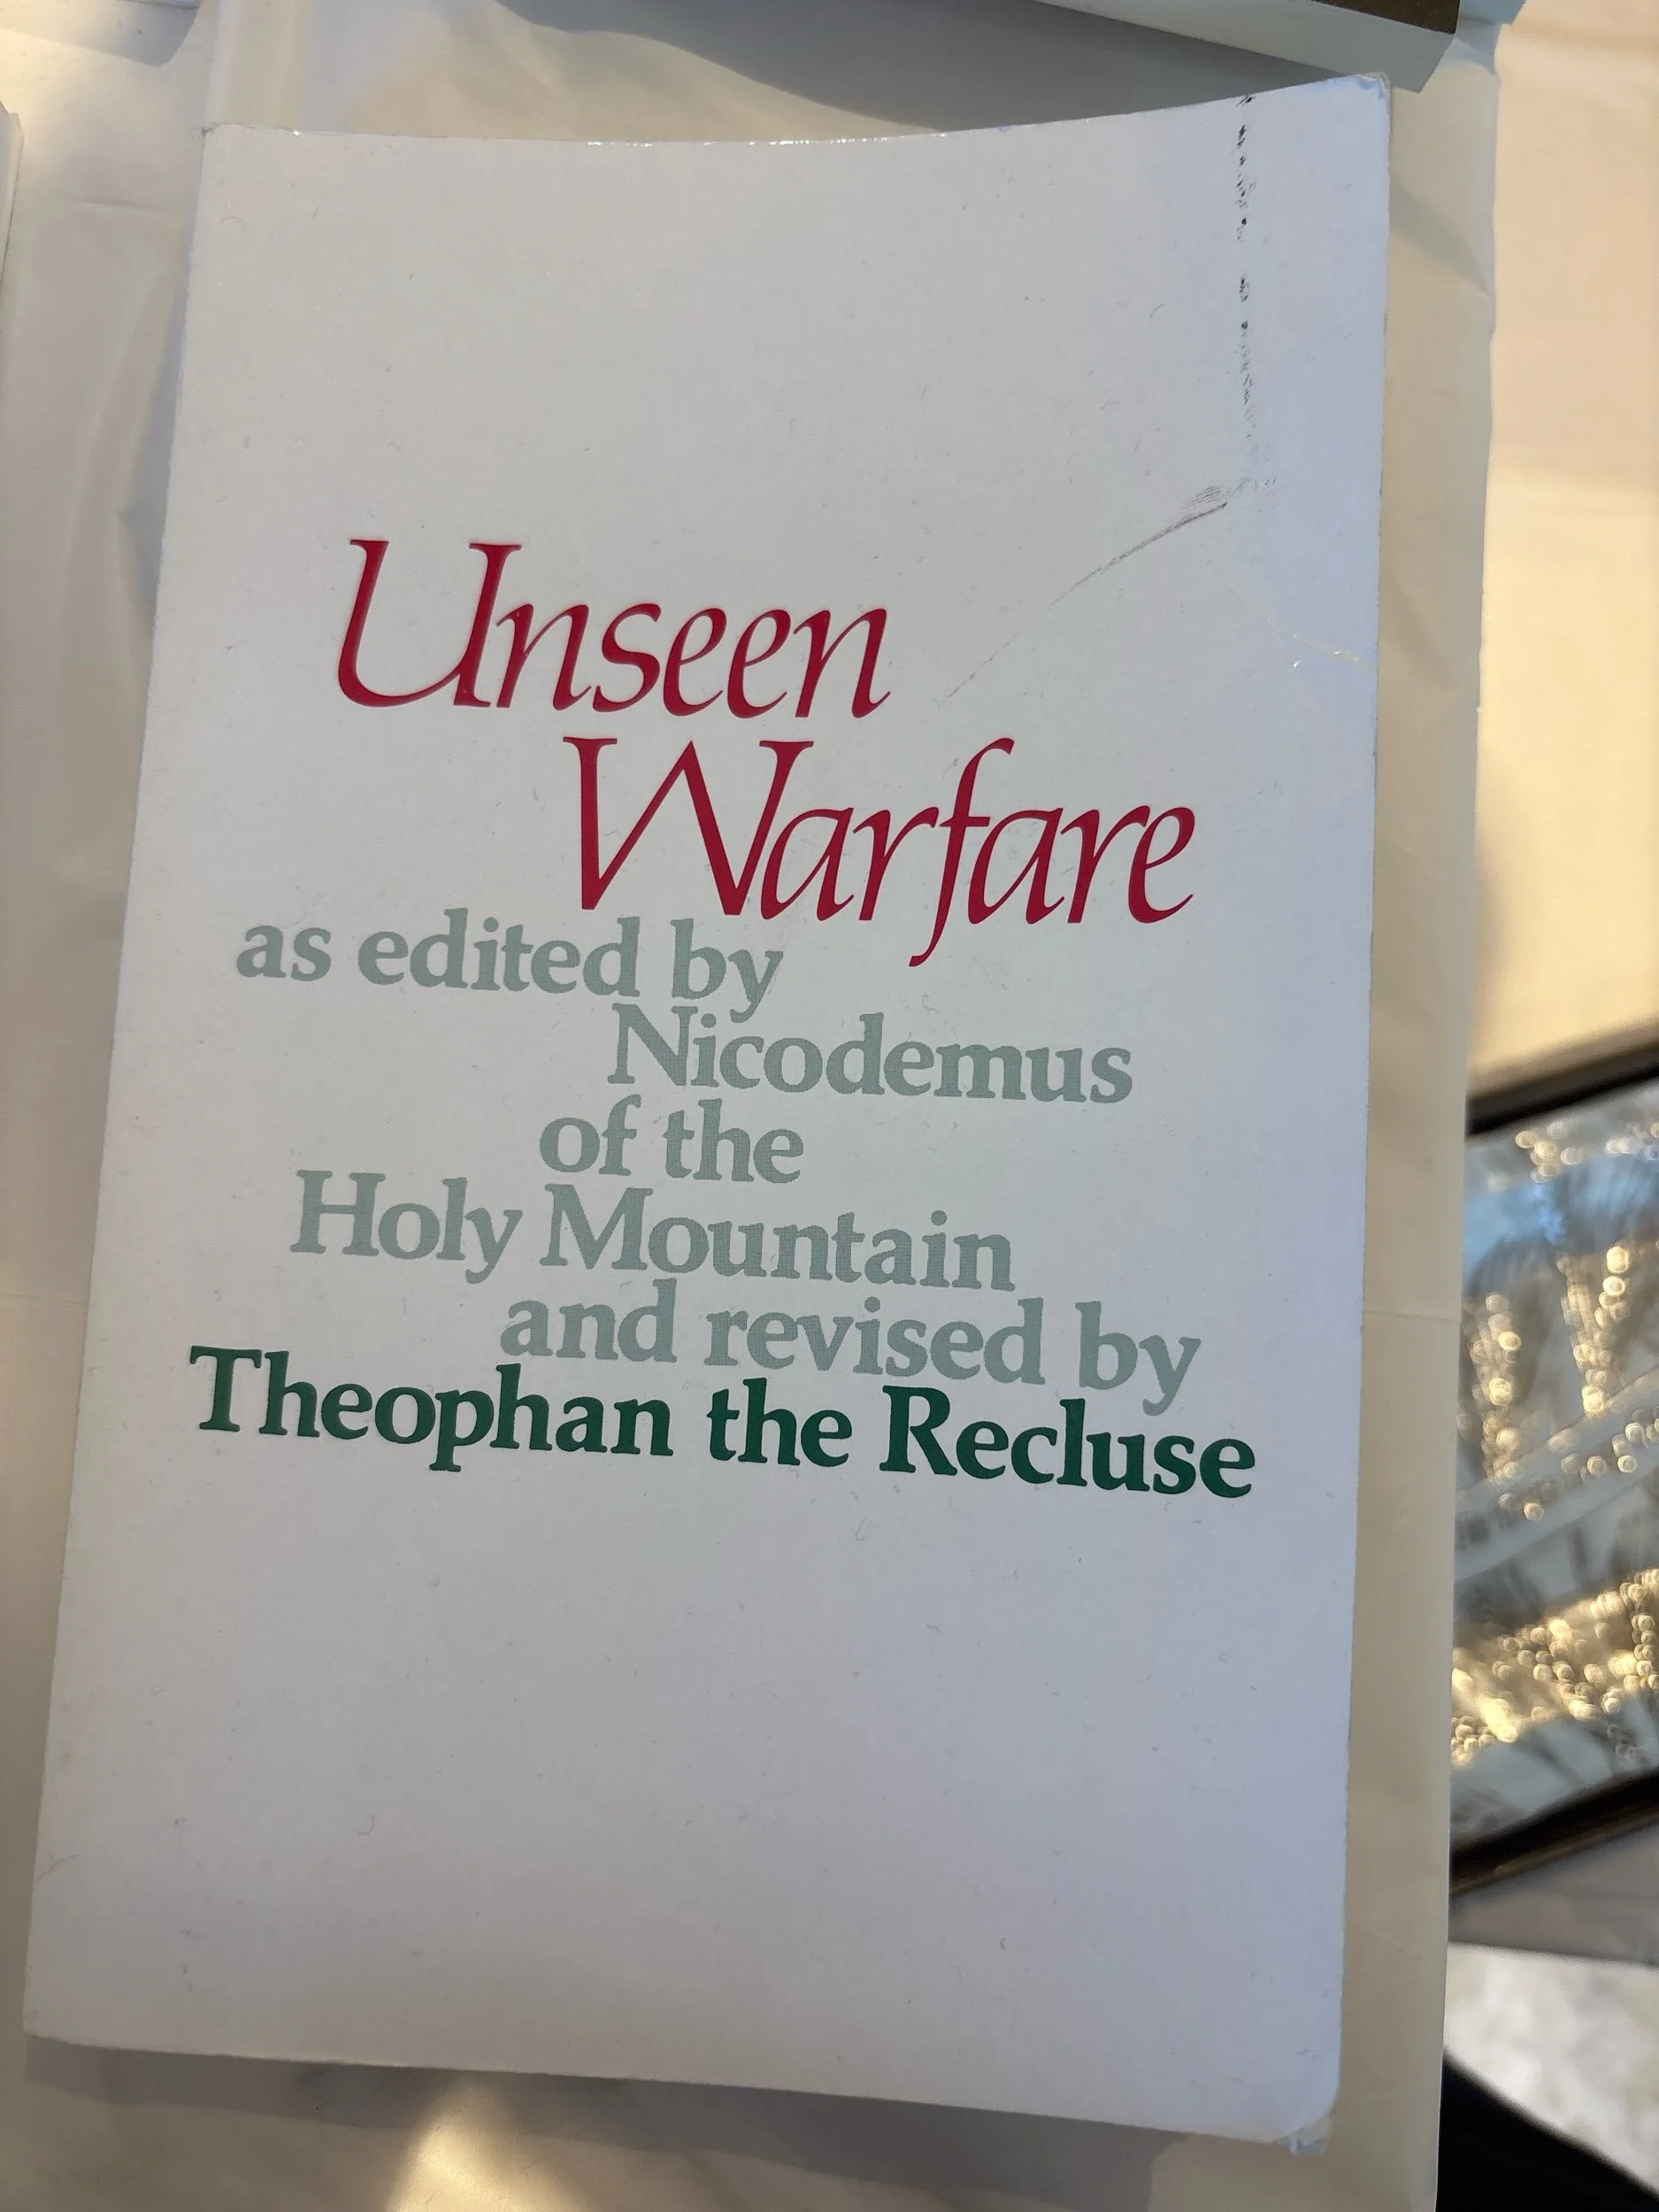 Unseen
Warfare
as edited by
Nicodemus
of the
Holy Mountain
and revised by
Theophan the Recluse